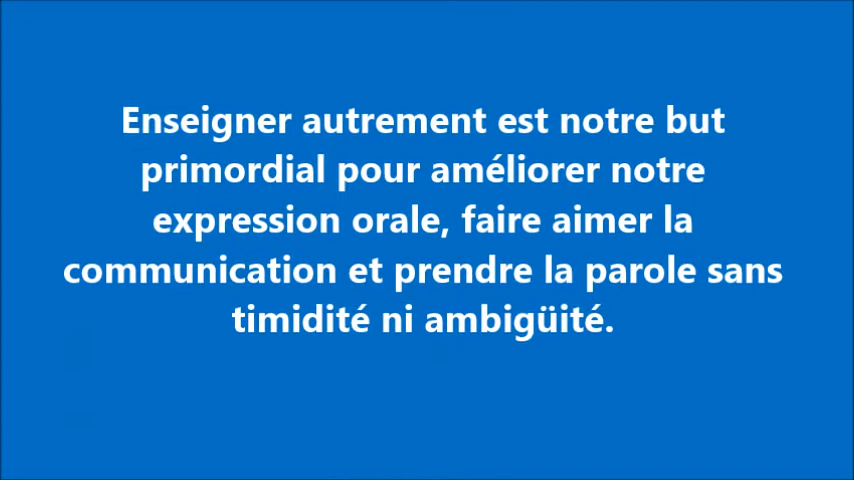 Enseigner autrement est notre but
primordial pour améliorer notre
expression orale, faire aimer la
communication et prendre la parole sans
timidité ni ambigüité.